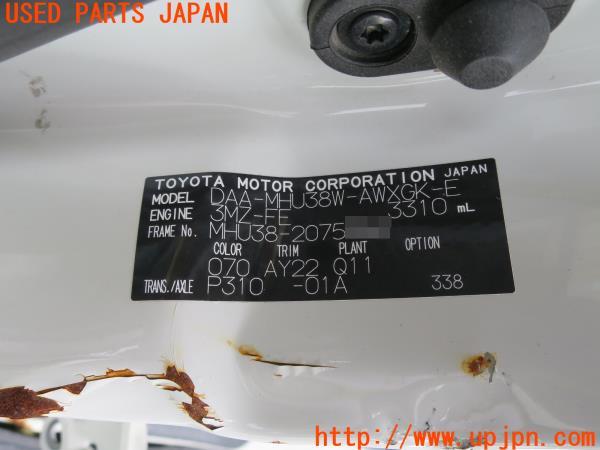 USED PARTS JAPAN
TOYOTA MOTOR CORPORATION JAPAN
MODEL DAA-MHU38W-AWXGK-E
ENGINE 3MZ-FE 3310 mL
FRAME No. MHU38-2075
COLOR TRIM PLANT OPTION
070 AY22 Q11
TRANS./AXLE P310 -01A 338
http://www.upjpn.com/